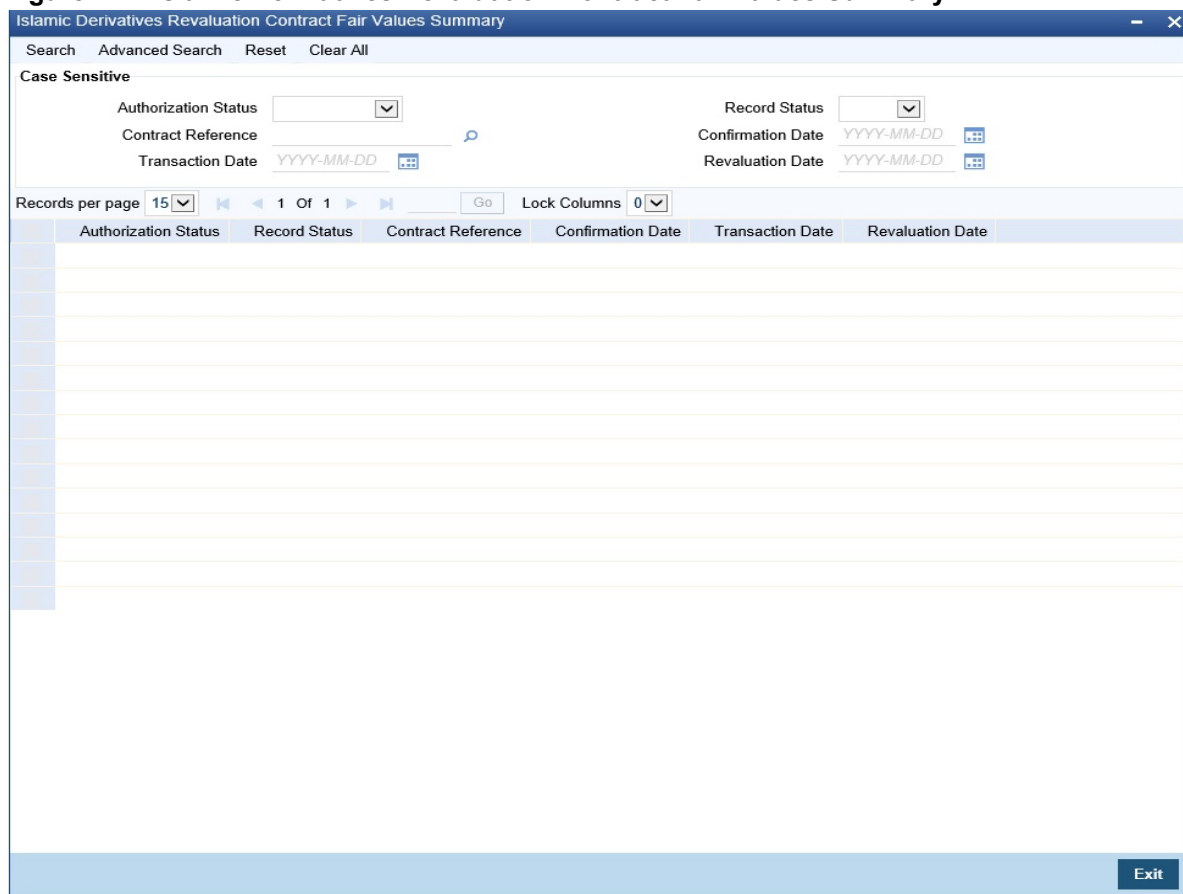 Islamic Derivatives Revaluation Contract Fair Values Summary
Search Advanced Search Reset Clear All
Case Sensitive
Authorization Status Record Status
Contract Reference Confirmation Date YYYY-MM-DD
Transaction Date YYYY-MM-DD Revaluation Date YYYY-MM-DD
Records per page 15 1 Of 1 Go Lock Columns 0
Authorization Status Record Status Contract Reference Confirmation Date Transaction Date Revaluation Date
Exit